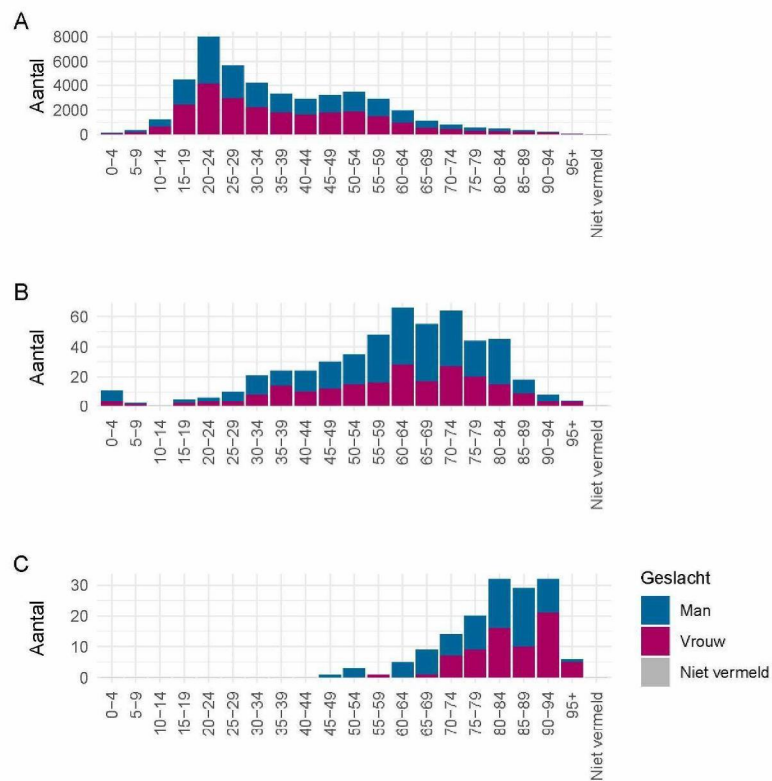 A
Aantal
8000
6000
4000
2000
0
0-4 5-9 10-14 15-19 20-24 25-29 30-34 35-39 40-44 45-49 50-54 55-59 60-64 65-69 70-74 75-79 80-84 85-89 90-94 95+ Niet vermeld
B
Aantal
60
40
20
0
0-4 5-9 10-14 15-19 20-24 25-29 30-34 35-39 40-44 45-49 50-54 55-59 60-64 65-69 70-74 75-79 80-84 85-89 90-94 95+ Niet vermeld
C
Aantal
30
20
10
0
0-4 5-9 10-14 15-19 20-24 25-29 30-34 35-39 40-44 45-49 50-54 55-59 60-64 65-69 70-74 75-79 80-84 85-89 90-94 95+ Niet vermeld
Geslacht
Man
Vrouw
Niet vermeld